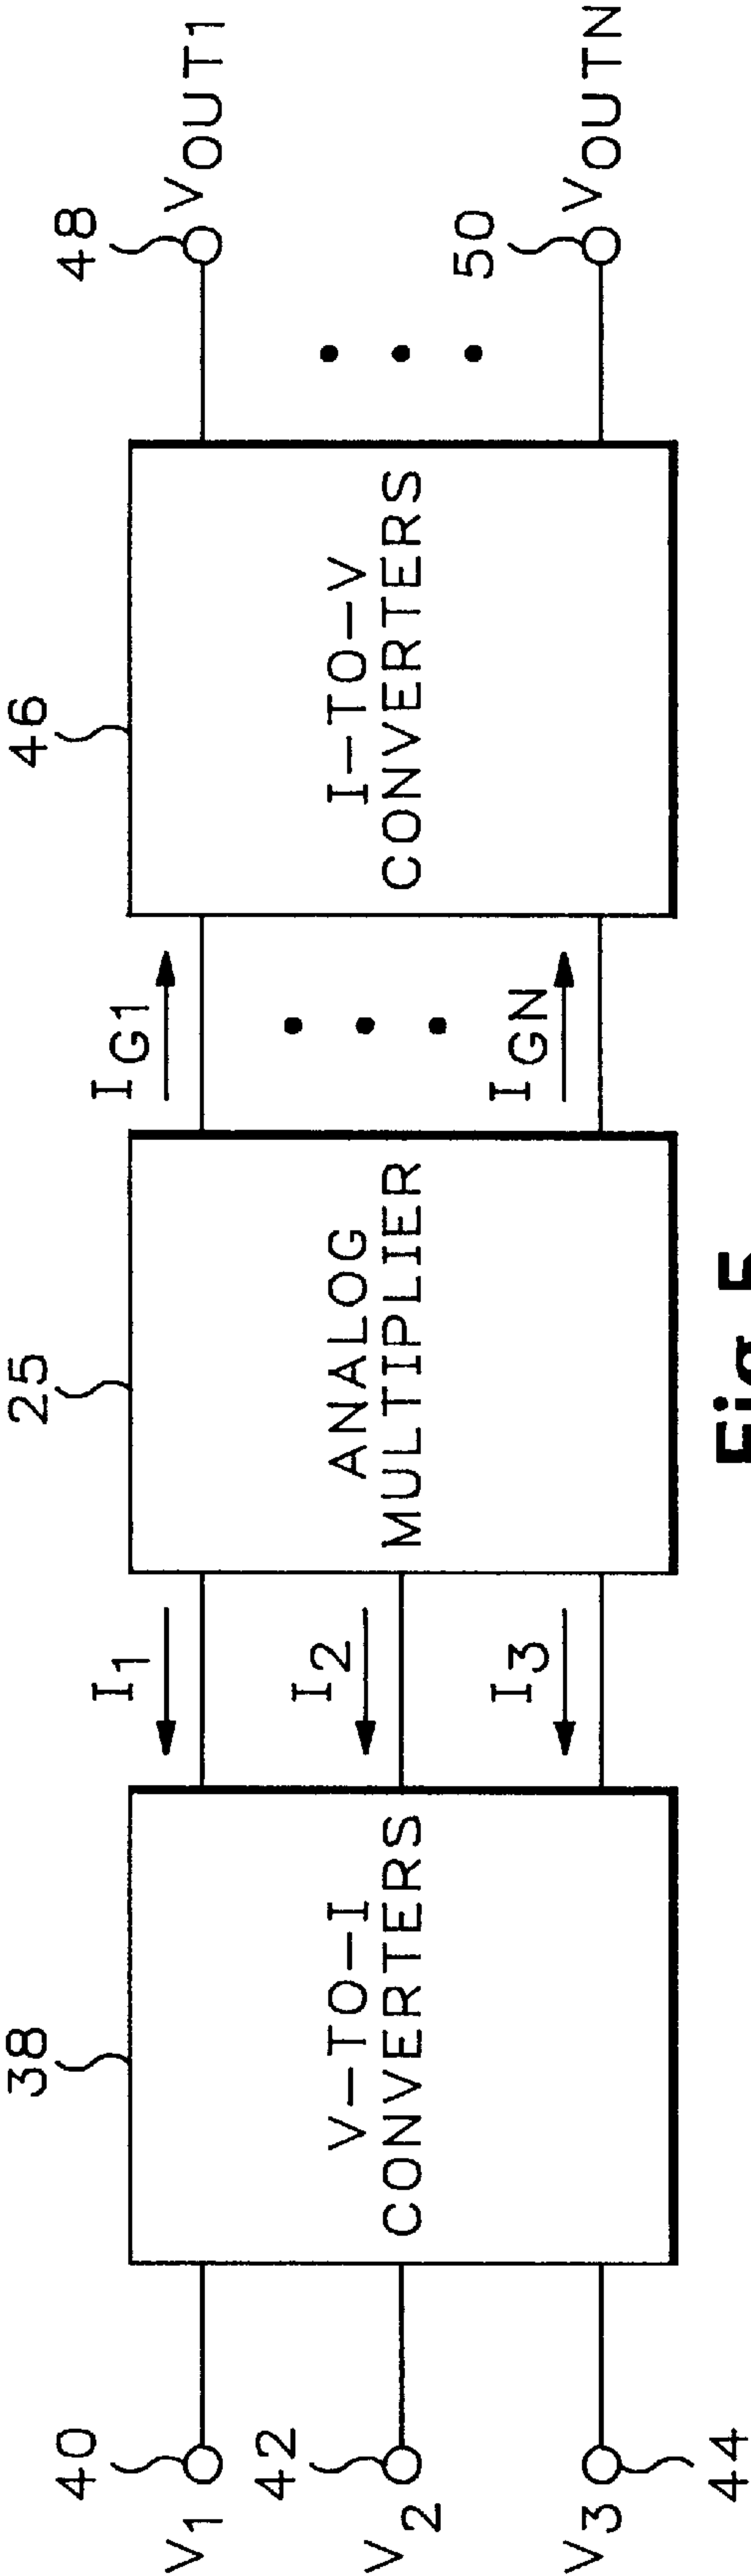 38
25
46
40
V1
42
V2
44
V3
V-TO-I
CONVERTERS
I1
I2
I3
ANALOG
MULTIPLIER
IG1
IGN
I-TO-V
CONVERTERS
48
VOUT1
50
VOUTN
Fig. 5